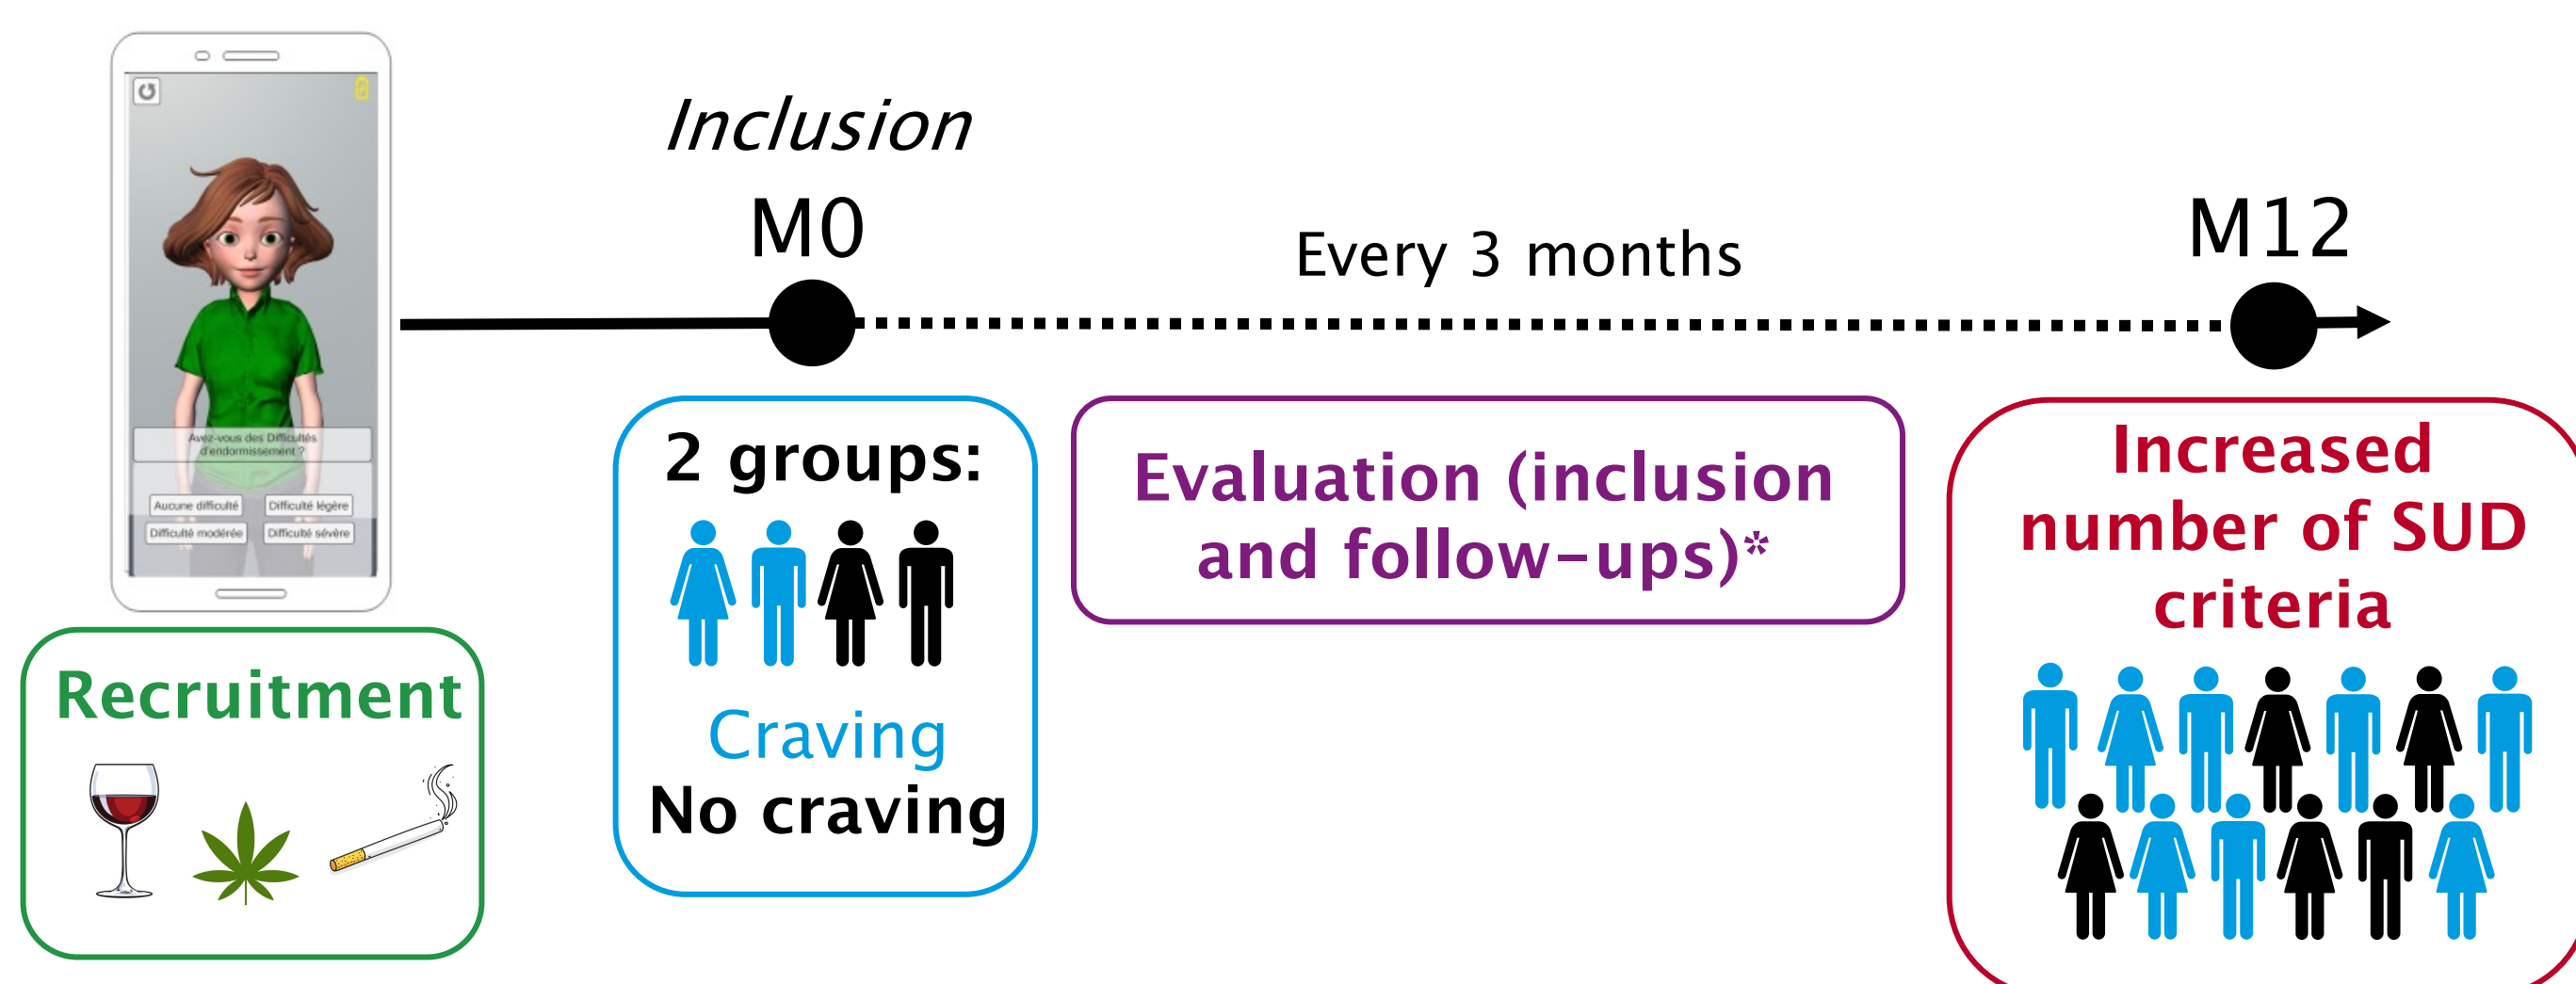 Avez-vous des Difficultés
d'endormissement ?
Aucune difficulté
Difficulté légère
Difficulté modérée
Difficulté sévère
Recruitment
Inclusion
M0
2 groups:
Craving
No craving
Every 3 months
Evaluation (inclusion
and follow-ups)*
M12
Increased
number of SUD
criteria